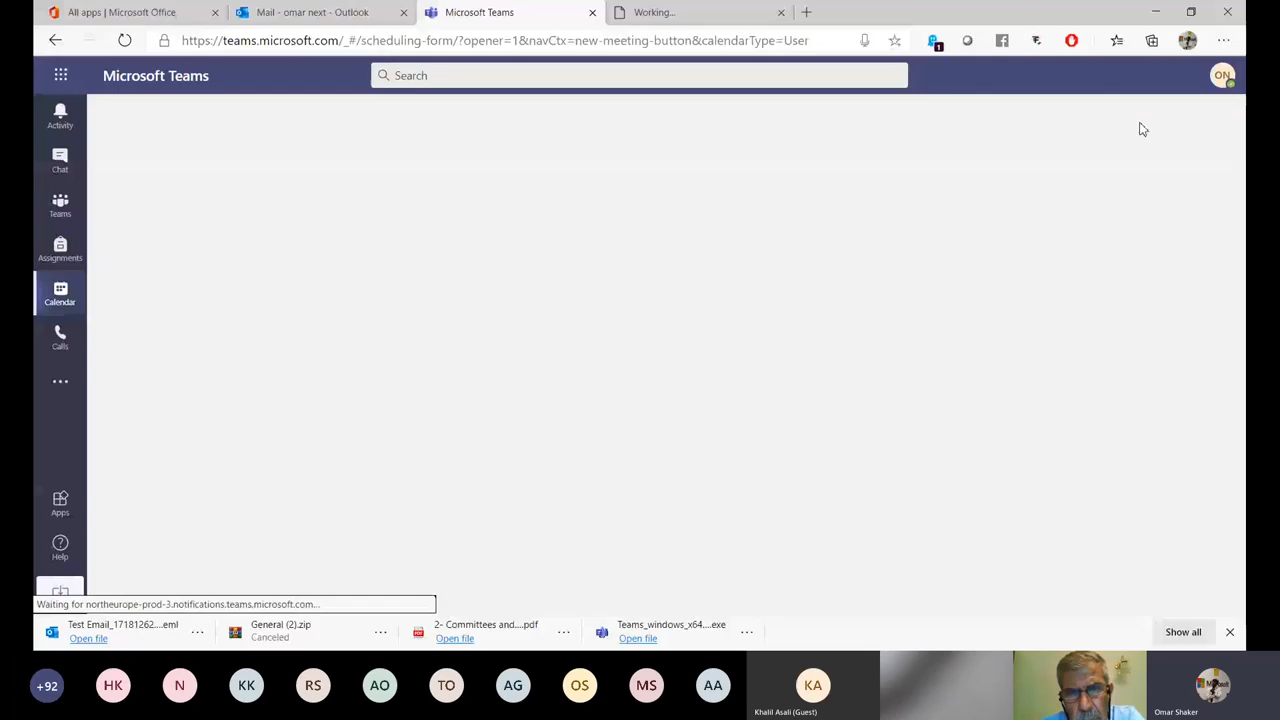 All apps | Microsoft Office
Mail - omar next - Outlook
Microsoft Teams
Working...
https://teams.microsoft.com/_#/scheduling-form/?opener=1&navCtx=new-meeting-button&calendarType=User
1
Microsoft Teams
Search
ON
Activity
Chat
Teams
Assignments
Calendar
Calls
Apps
Help
Waiting for northeurope-prod-3.notifications.teams.microsoft.com...
Test Email_17181262....eml
Open file
General (2).zip
Canceled
2- Committees and....pdf
Open file
Teams_windows_x64....exe
Open file
Show all
+92
HK
N
KK
RS
AO
TO
AG
OS
MS
AA
KA
Khalil Asali (Guest)
Omar Shaker